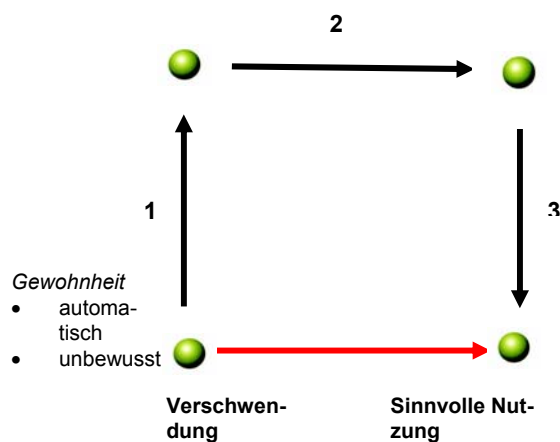 2
1
3
Gewohnheit
• automa-
tisch
• unbewusst
Verschwen-
dung
Sinnvolle Nut-
zung